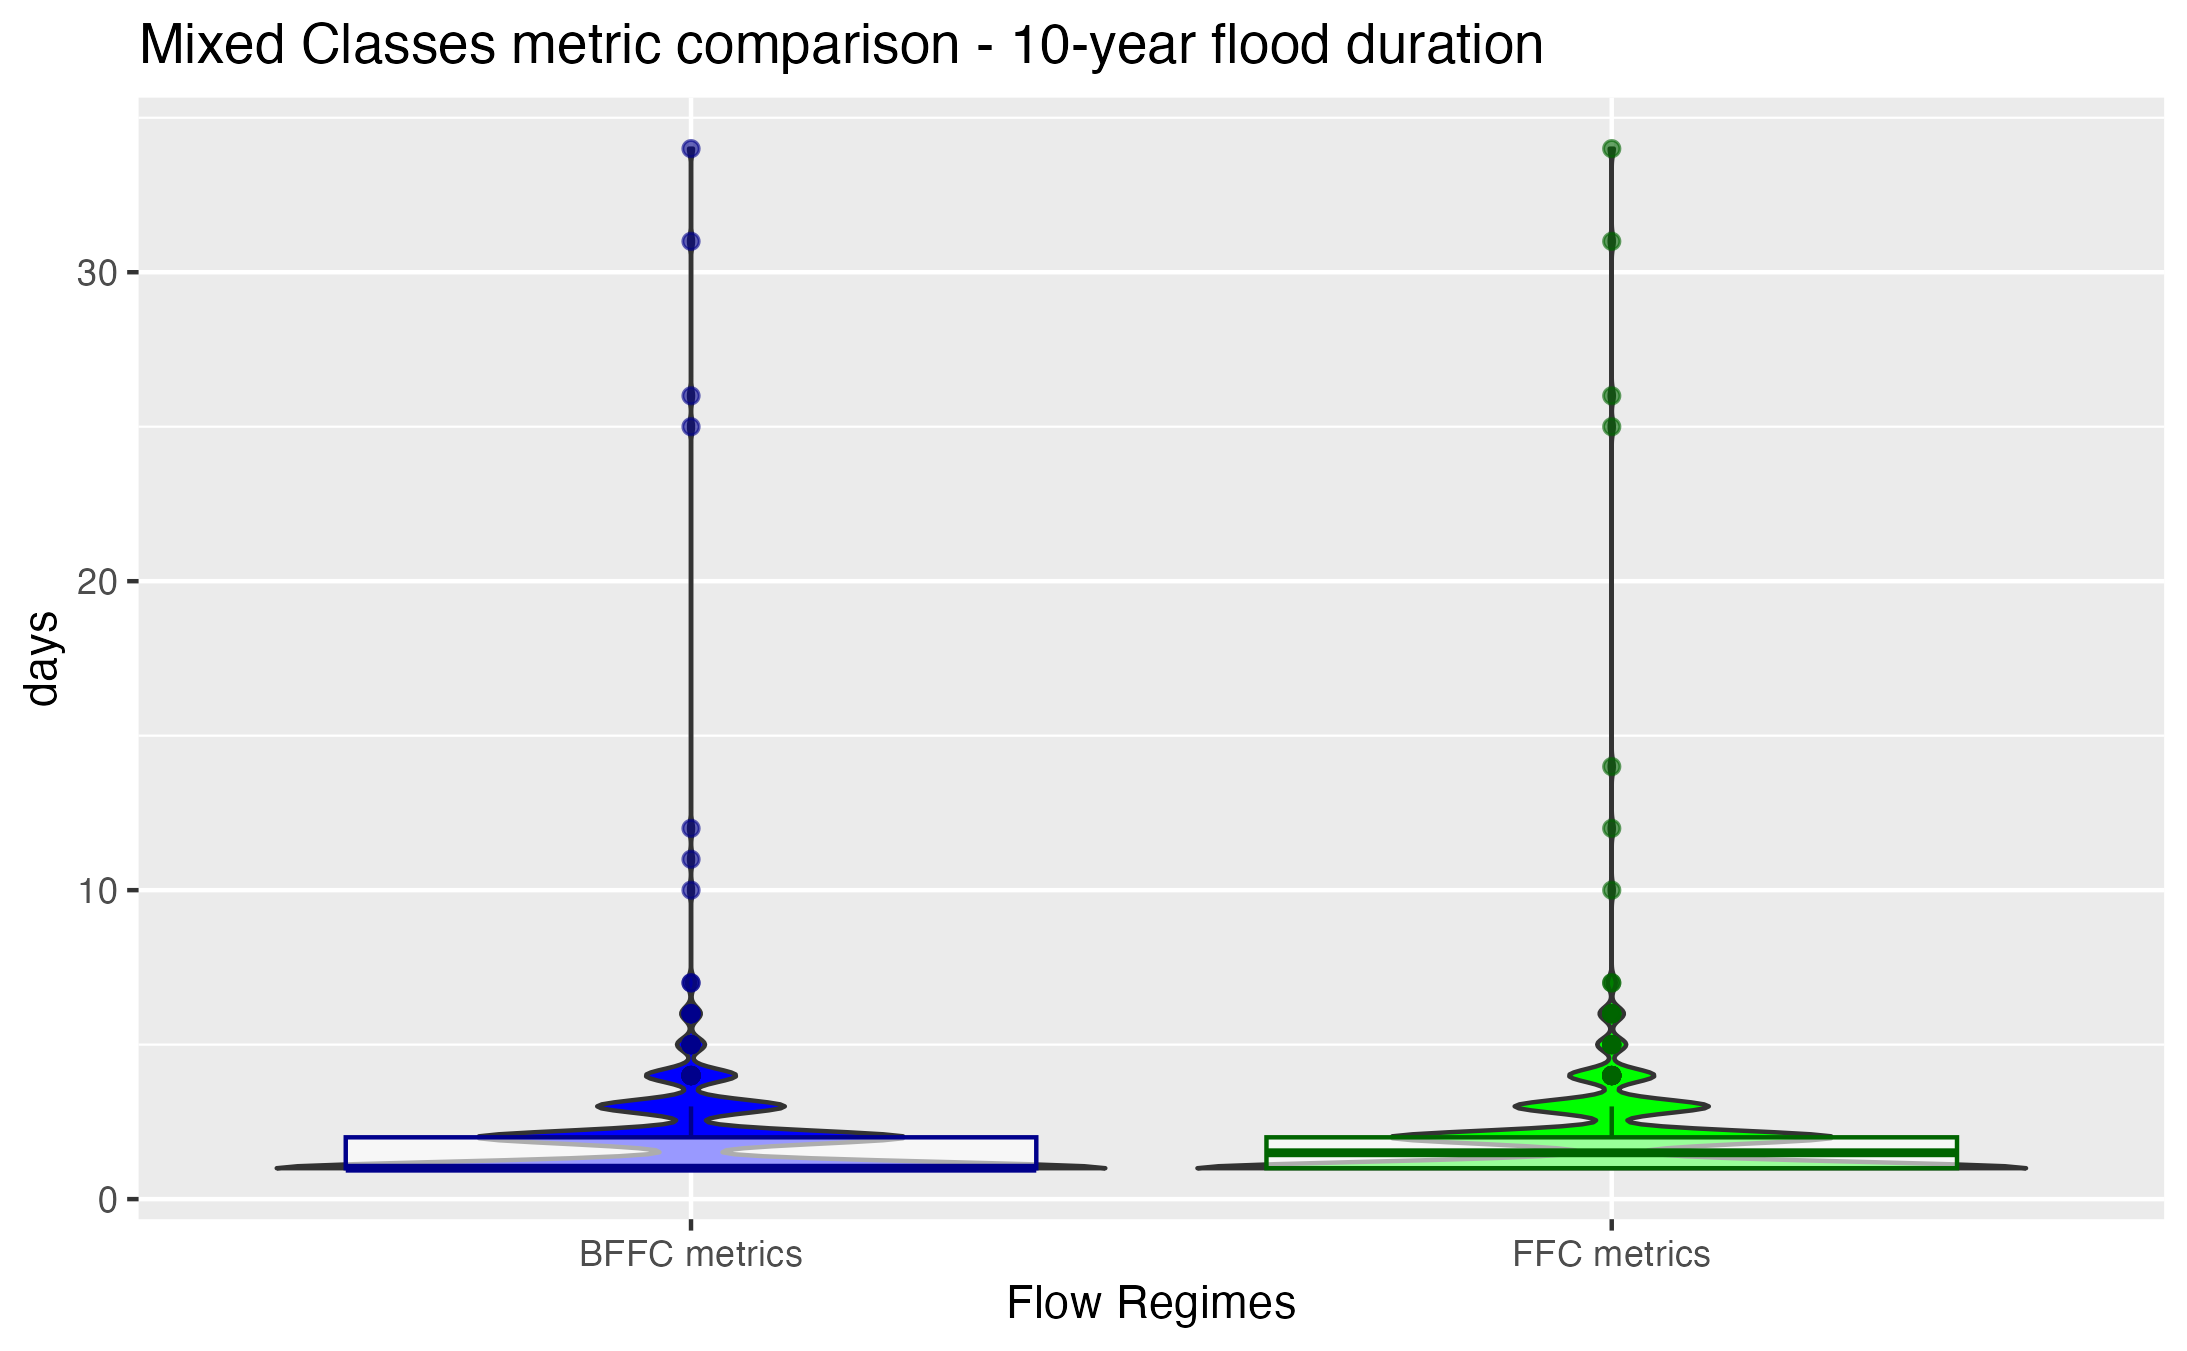 Mixed Classes metric comparison - 10-year flood duration
days
30
20
10
0
BFFC metrics
FFC metrics
Flow Regimes